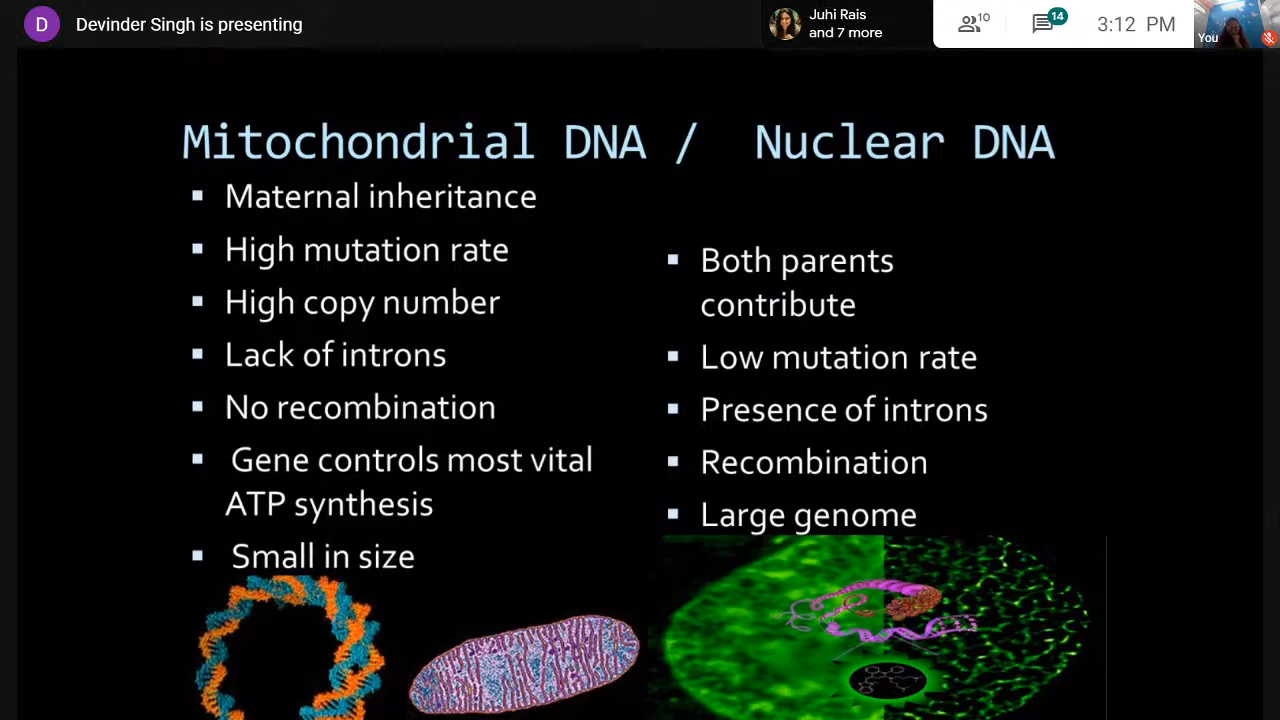 D Devinder Singh is presenting
Juhi Rais
and 7 more
10
14
3:12 PM
You
Mitochondrial DNA / Nuclear DNA
Maternal inheritance
High mutation rate
High copy number
Lack of introns
No recombination
Gene controls most vital
ATP synthesis
Small in size
Both parents
contribute
Low mutation rate
Presence of introns
Recombination
Large genome